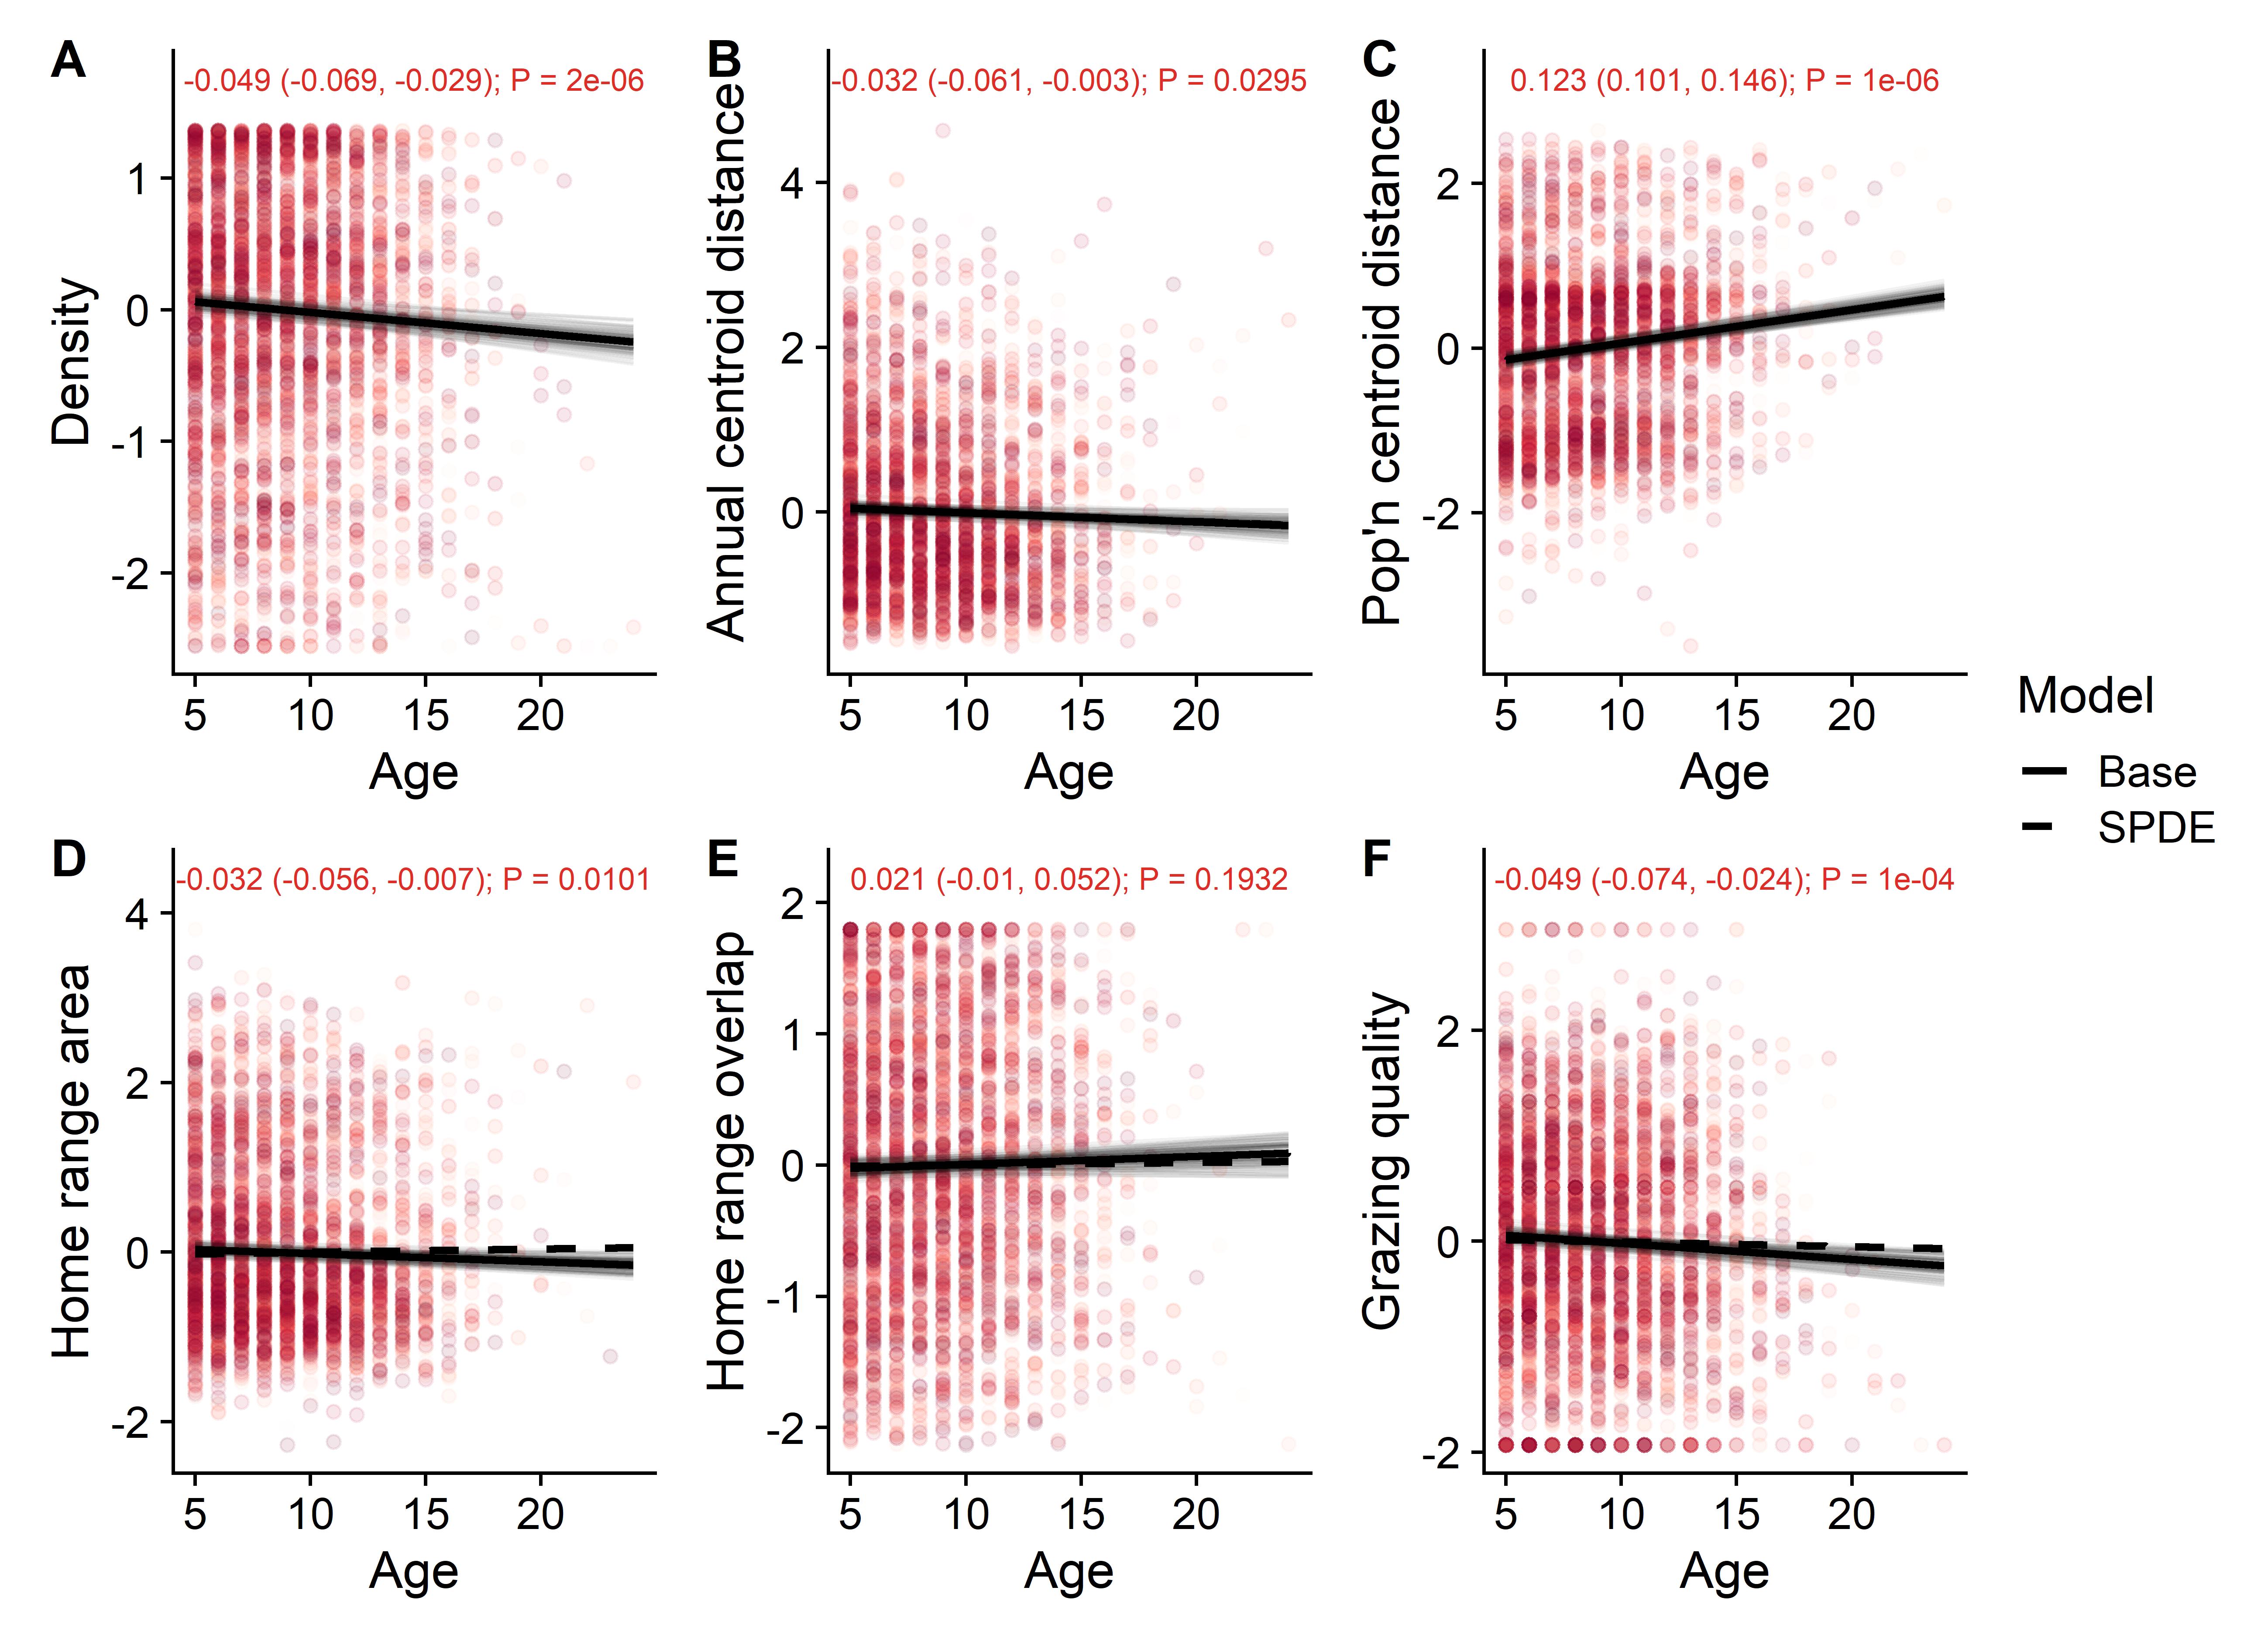 A
-0.049 (-0.069, -0.029); P = 2e-06
Density
1
0
-1
-2
5 10 15 20
Age
B
-0.032 (-0.061, -0.003); P = 0.0295
Annual centroid distance
4
2
0
5 10 15 20
Age
C
0.123 (0.101, 0.146); P = 1e-06
Pop'n centroid distance
2
0
-2
5 10 15 20
Age
Model
Base
SPDE
D
-0.032 (-0.056, -0.007); P = 0.0101
Home range area
4
2
0
-2
5 10 15 20
Age
E
0.021 (-0.01, 0.052); P = 0.1932
Home range overlap
2
1
0
-1
-2
5 10 15 20
Age
F
-0.049 (-0.074, -0.024); P = 1e-04
Grazing quality
2
0
-2
5 10 15 20
Age